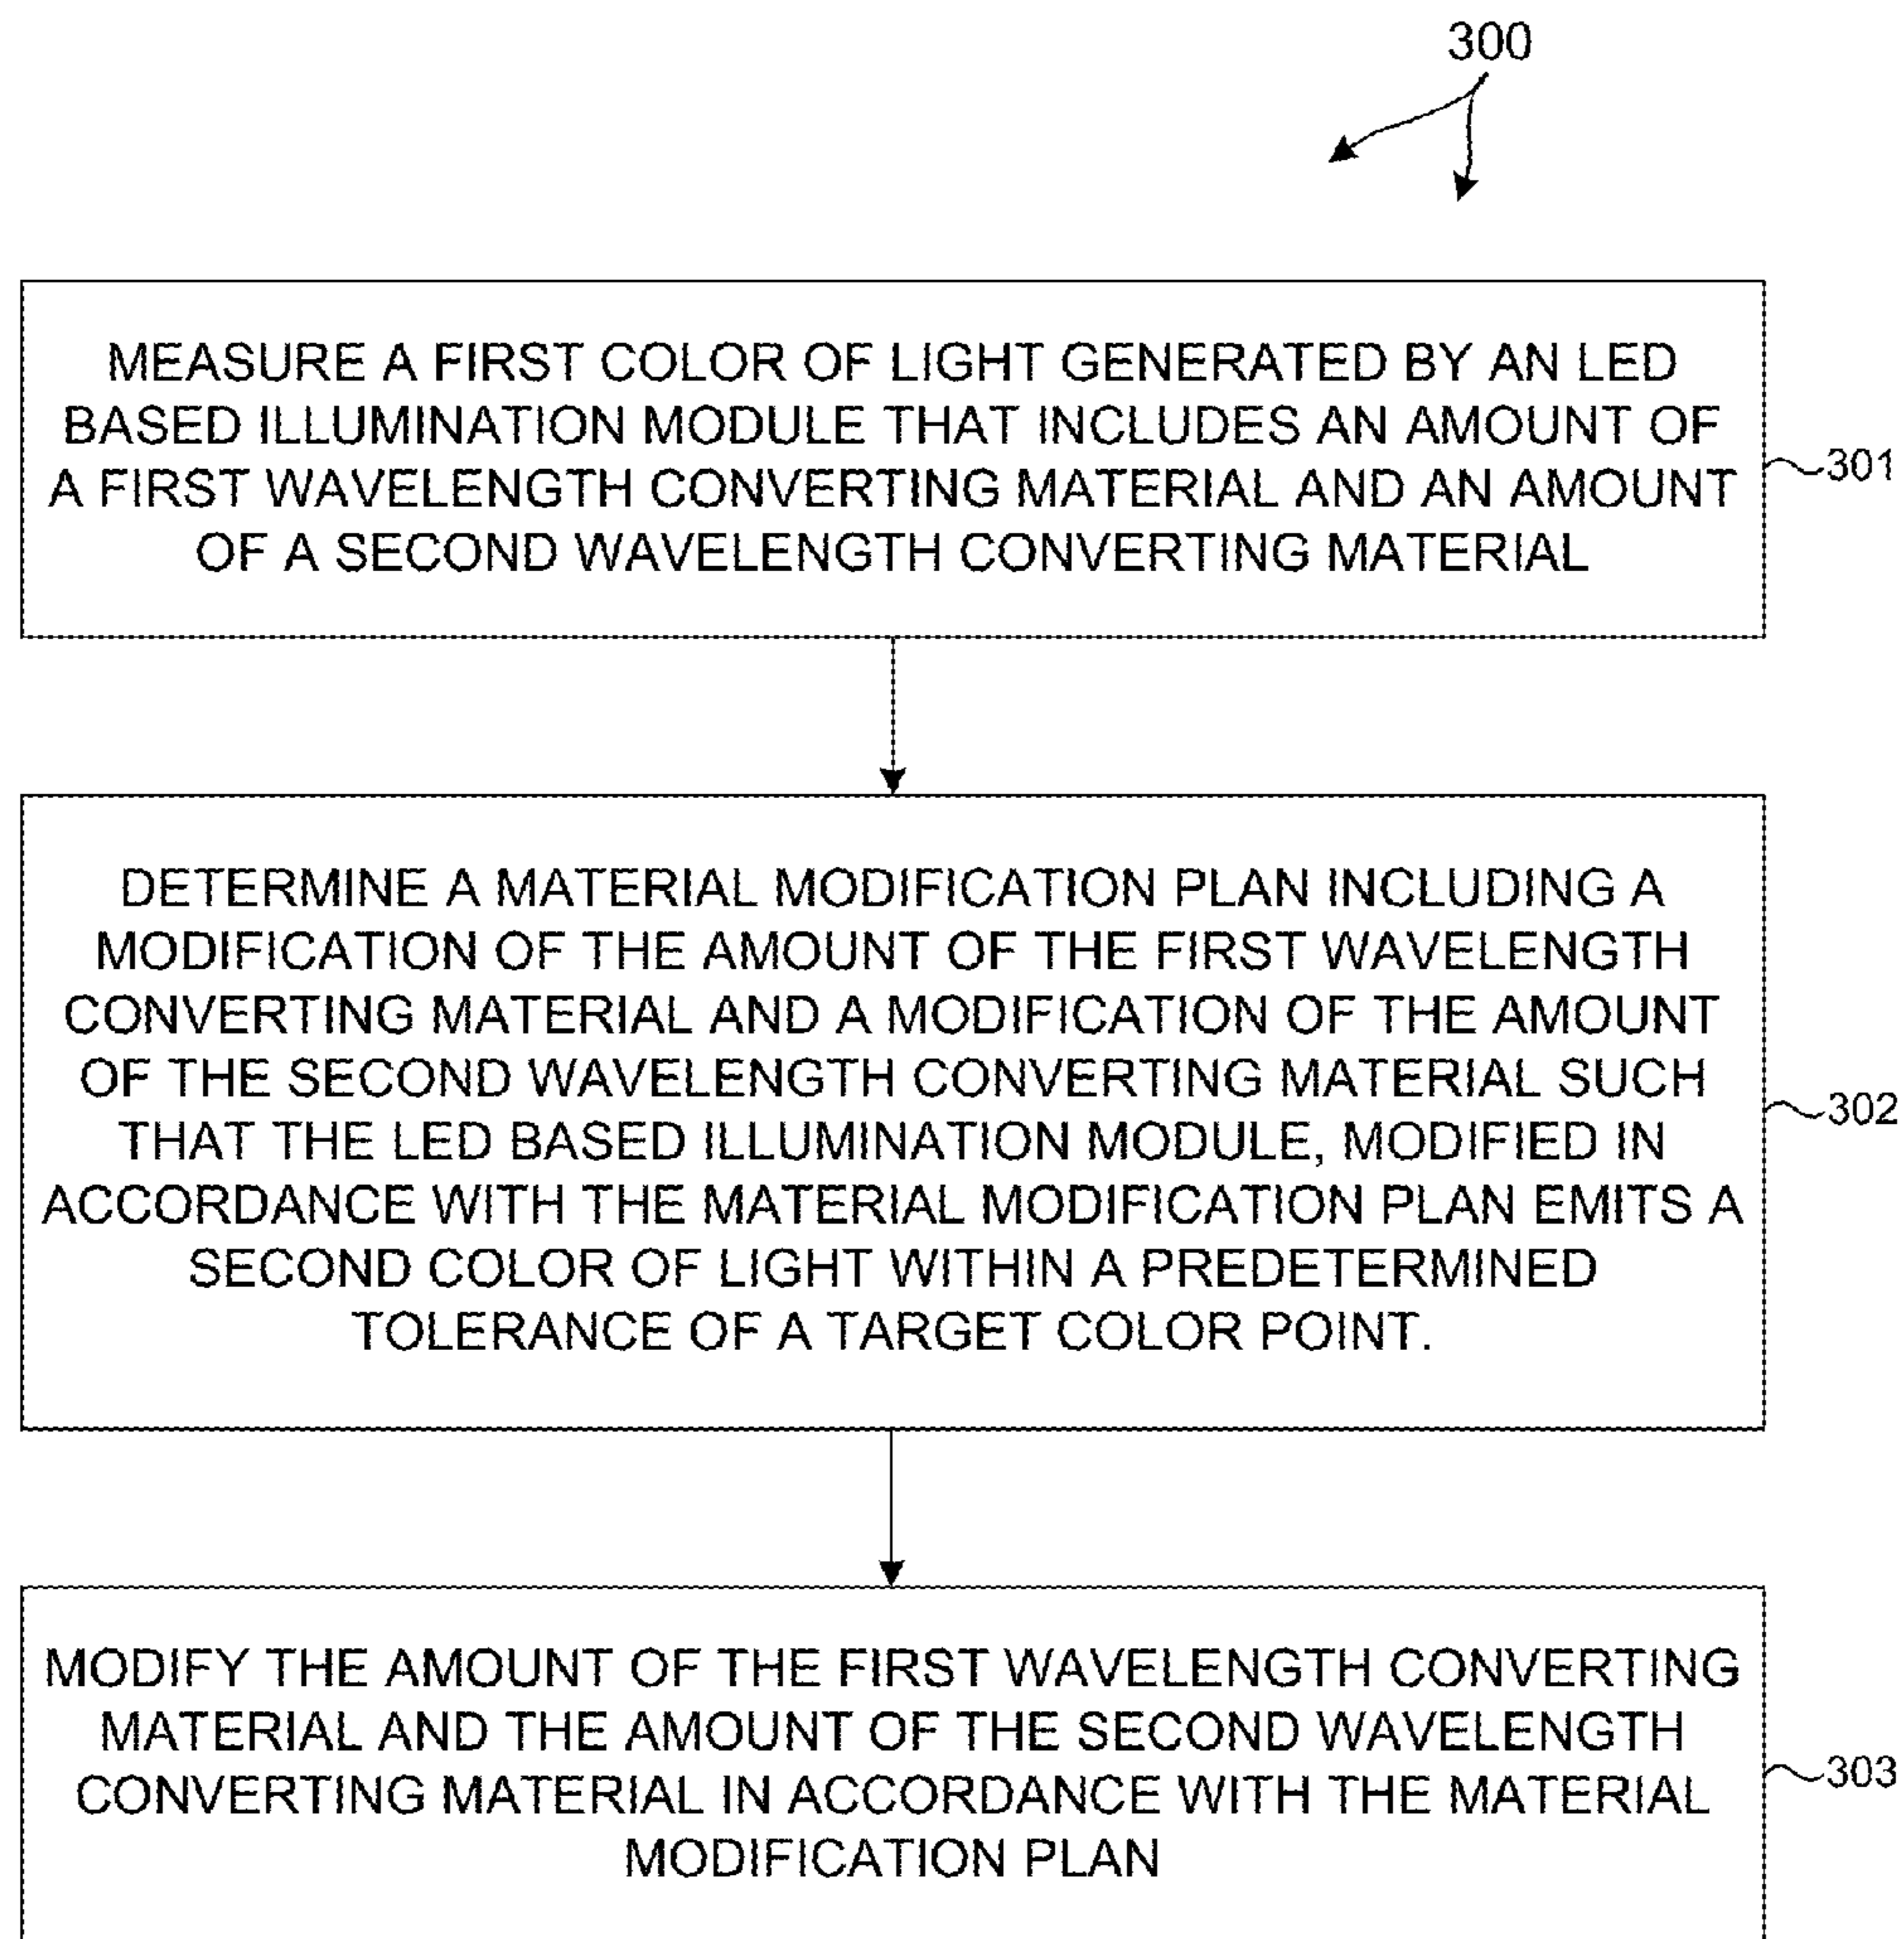 300
MEASURE A FIRST COLOR OF LIGHT GENERATED BY AN LED
BASED ILLUMINATION MODULE THAT INCLUDES AN AMOUNT OF
A FIRST WAVELENGTH CONVERTING MATERIAL AND AN AMOUNT
OF A SECOND WAVELENGTH CONVERTING MATERIAL
301
DETERMINE A MATERIAL MODIFICATION PLAN INCLUDING A
MODIFICATION OF THE AMOUNT OF THE FIRST WAVELENGTH
CONVERTING MATERIAL AND A MODIFICATION OF THE AMOUNT
OF THE SECOND WAVELENGTH CONVERTING MATERIAL SUCH
THAT THE LED BASED ILLUMINATION MODULE, MODIFIED IN
ACCORDANCE WITH THE MATERIAL MODIFICATION PLAN EMITS A
SECOND COLOR OF LIGHT WITHIN A PREDETERMINED
TOLERANCE OF A TARGET COLOR POINT.
302
MODIFY THE AMOUNT OF THE FIRST WAVELENGTH CONVERTING
MATERIAL AND THE AMOUNT OF THE SECOND WAVELENGTH
CONVERTING MATERIAL IN ACCORDANCE WITH THE MATERIAL
MODIFICATION PLAN
303